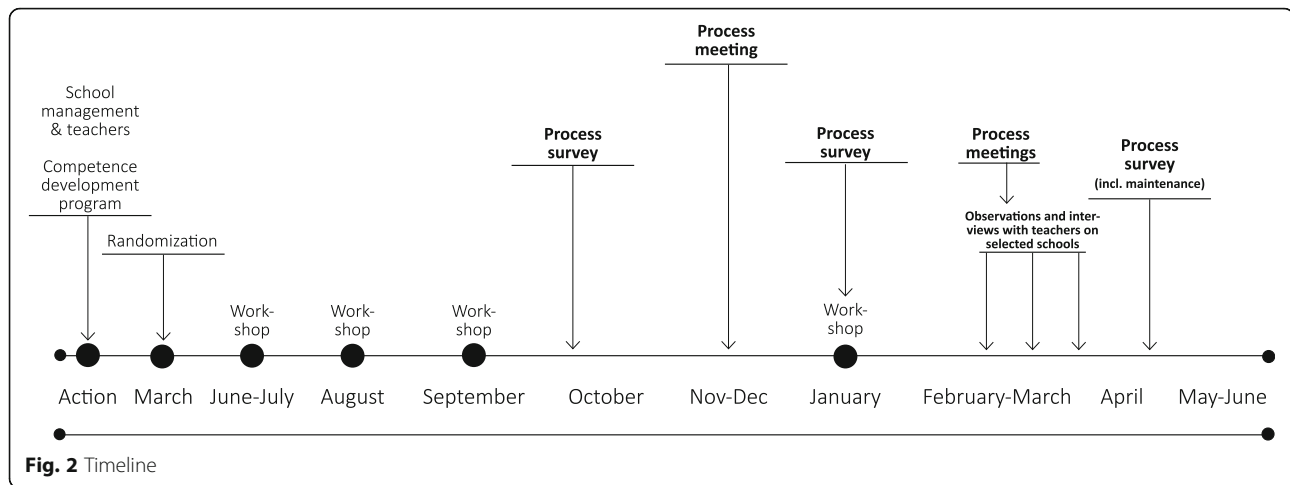 School
management
& teachers
Competence
development
program
Randomization
Work-
shop
Work-
shop
Work-
shop
Process
survey
Process
meeting
Process
survey
Work-
shop
Process
meetings
Observations and inter-
views with teachers on
selected schools
Process
survey
(incl. maintenance)
Action March June-July August September October Nov-Dec January February-March April May-June
Fig. 2 Timeline